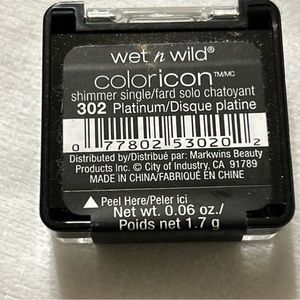 wet n wild®
coloricon™/MC
shimmer single/fard solo chatoyant
302 Platinum/Disque platine
0 77802 53020 2
Distributed by/Distribué par: Markwins Beauty
Products Inc. © City of Industry, CA. 91789
MADE IN CHINA/FABRIQUÉ EN CHINE
Peel Here/Peler ici
Net wt. 0.06 oz./
Poids net 1.7 g